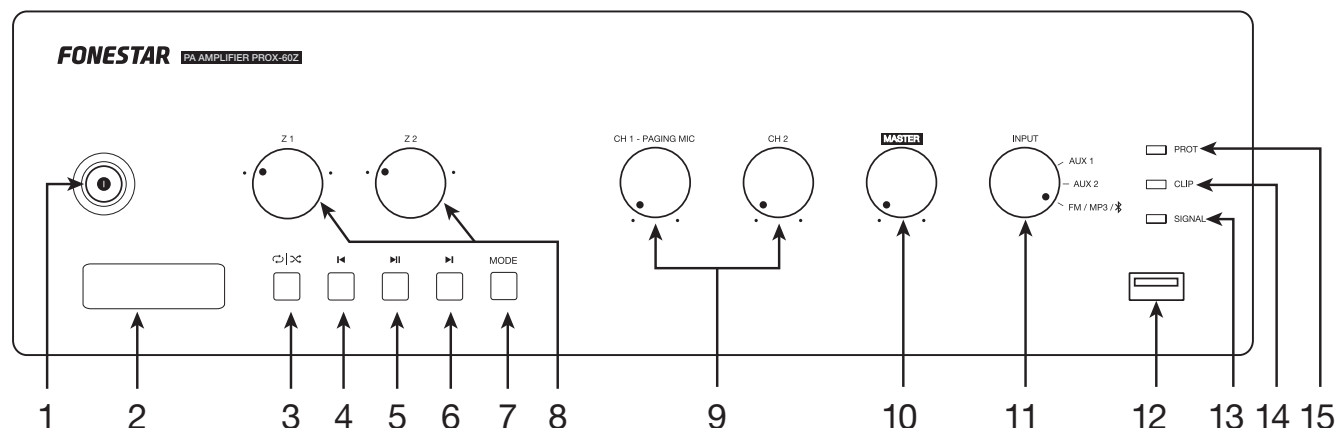 FONESTAR PA AMPLIFIER PROX-60Z
Z 1 Z 2 CH 1 - PAGING MIC CH 2 MASTER INPUT
AUX 1
AUX 2
FM / MP3 /
PROT
CLIP
SIGNAL
MODE
1 2 3 4 5 6 7 8 9 10 11 12 13 14 15